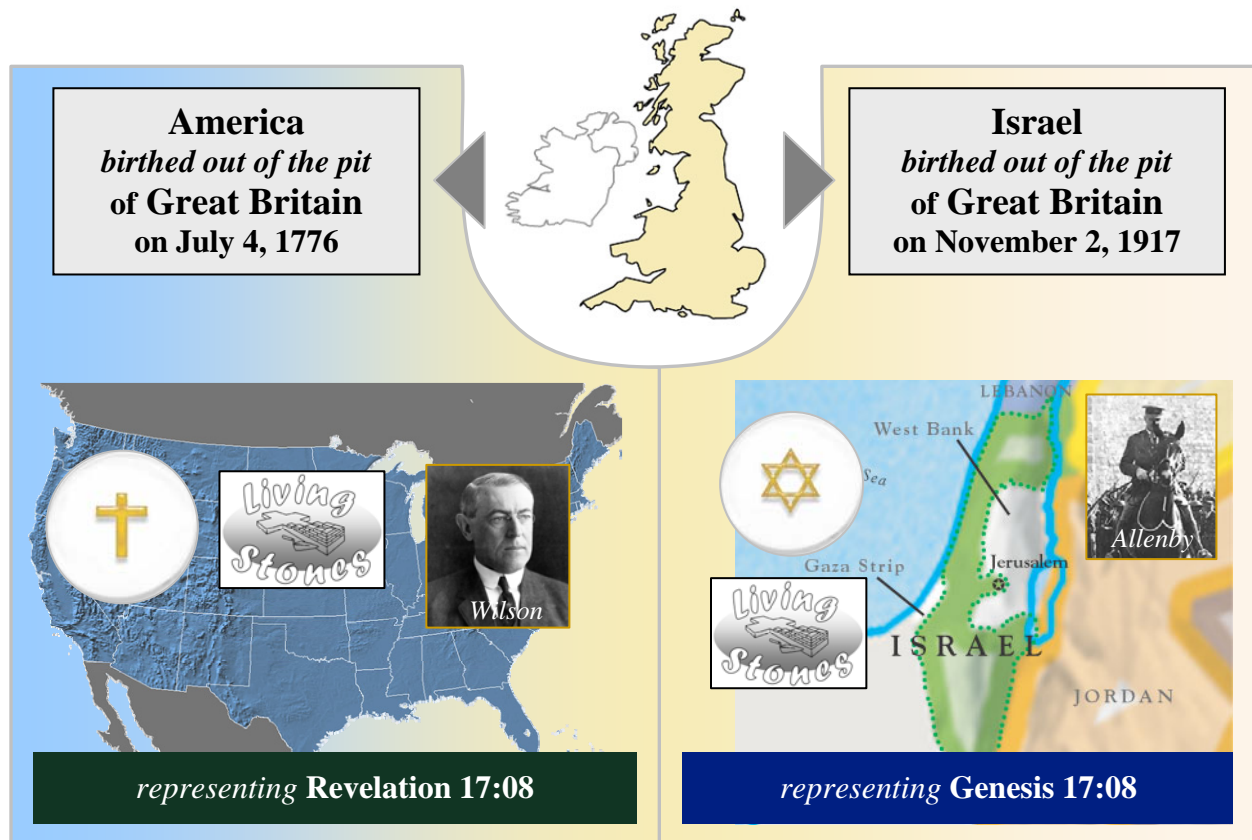 America
birthed out of the pit
of Great Britain
on July 4, 1776
Israel
birthed out of the pit
of Great Britain
on November 2, 1917
Living
Stones
Wilson
LEBANON
West Bank
Sea
Allenby
Gaza Strip
Jerusalem
Living
Stones
ISRAEL
JORDAN
representing Revelation 17:08
representing Genesis 17:08